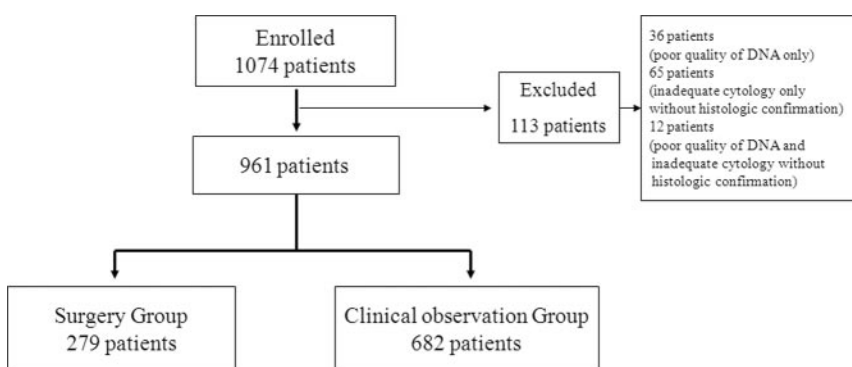 Enrolled
1074 patients
Excluded
113 patients
36 patients
(poor quality of DNA only)
65 patients
(inadequate cytology only
without histologic confirmation)
12 patients
(poor quality of DNA and
inadequate cytology without
histologic confirmation)
961 patients
Surgery Group
279 patients
Clinical observation Group
682 patients